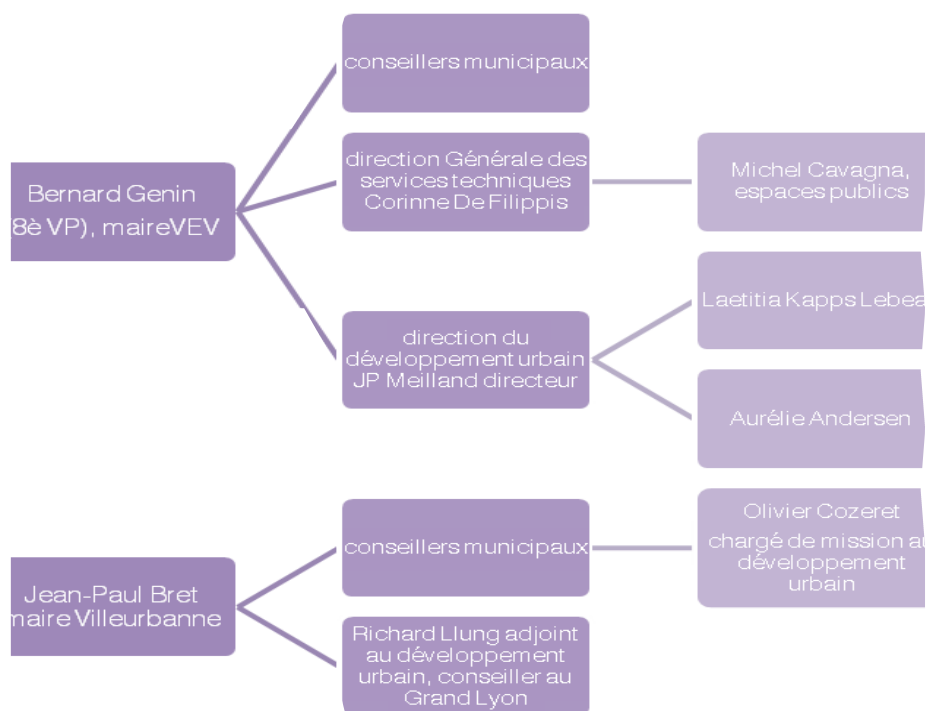 conseillers municipaux
direction Générale des
services techniques
Corinne De Filippis
Michel Cavagna,
espaces publics
Bernard Genin
(8è VP), maireVEV
Laetitia Kapps Lebea
direction du
développement urbain
JP Meilland directeur
Aurélie Andersen
conseillers municipaux
Olivier Cozeret
chargé de mission au
développement
urbain
Jean-Paul Bret
maire Villeurbanne
Richard Llung adjoint
au développement
urbain, conseiller au
Grand Lyon